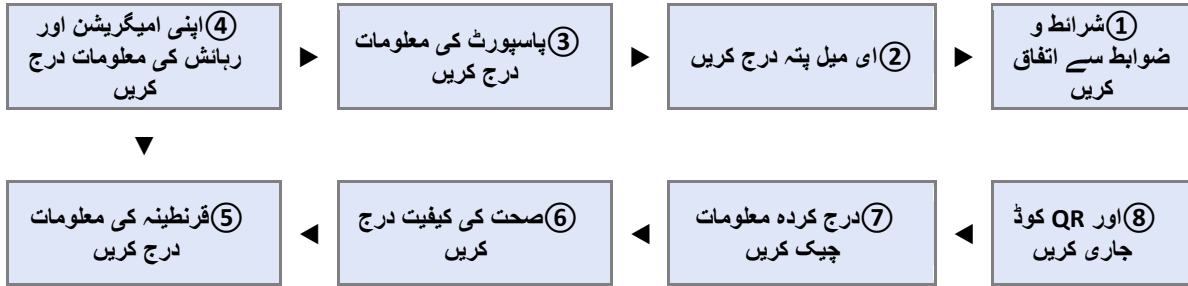 ①شرائط و
ضوابط سے اتفاق
کریں
②ای میل پتہ درج کریں
③پاسپورٹ کی معلومات
درج کریں
④اپنی امیگریشن اور
رہائش کی معلومات درج
کریں
⑤قرنطینہ کی معلومات
درج کریں
⑥صحت کی کیفیت درج
کریں
⑦درج کردہ معلومات
چیک کریں
⑧اور QR کوڈ
جاری کریں